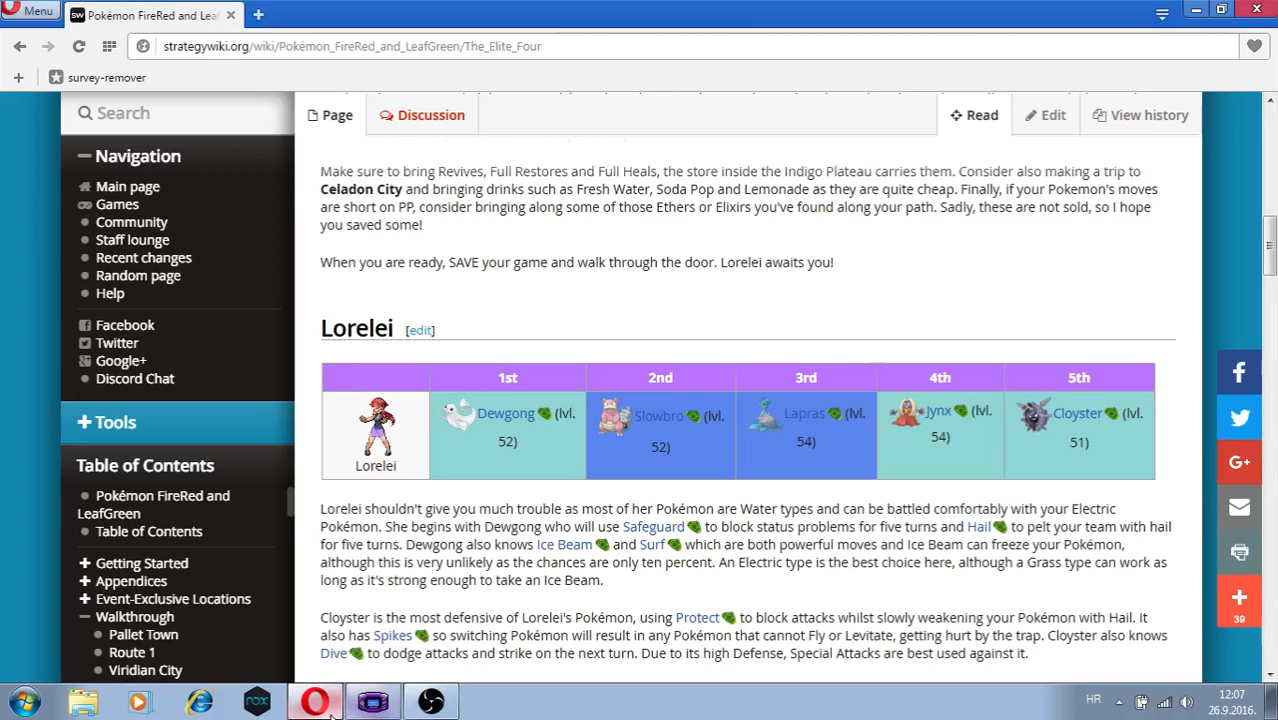 Menu
SW Pokémon FireRed and Leaf
strategywiki.org/wiki/Pokémon_FireRed_and_LeafGreen/The_Elite_Four
survey-remover
Search
Page
Discussion
Read
Edit
View history
Navigation
Main page
Games
Community
Staff lounge
Recent changes
Random page
Help
Facebook
Twitter
Google+
Discord Chat
Tools
Table of Contents
Pokémon FireRed and
LeafGreen
Table of Contents
Getting Started
Appendices
Event-Exclusive Locations
Walkthrough
Pallet Town
Route 1
Viridian City
Make sure to bring Revives, Full Restores and Full Heals, the store inside the Indigo Plateau carries them. Consider also making a trip to
Celadon City and bringing drinks such as Fresh Water, Soda Pop and Lemonade as they are quite cheap. Finally, if your Pokemon's moves
are short on PP, consider bringing along some of those Ethers or Elixirs you've found along your path. Sadly, these are not sold, so I hope
you saved some!
When you are ready, SAVE your game and walk through the door. Lorelei awaits you!
Lorelei [edit]
1st 2nd 3rd 4th 5th
Lorelei
Dewgong (lvl.
52)
Slowbro (lvl.
52)
Lapras (lvl.
54)
Jynx (lvl.
54)
Cloyster (lvl.
51)
Lorelei shouldn't give you much trouble as most of her Pokémon are Water types and can be battled comfortably with your Electric
Pokémon. She begins with Dewgong who will use Safeguard to block status problems for five turns and Hail to pelt your team with hail
for five turns. Dewgong also knows Ice Beam and Surf which are both powerful moves and Ice Beam can freeze your Pokémon,
although this is very unlikely as the chances are only ten percent. An Electric type is the best choice here, although a Grass type can work as
long as it's strong enough to take an Ice Beam.
Cloyster is the most defensive of Lorelei's Pokémon, using Protect to block attacks whilst slowly weakening your Pokémon with Hail. It
also has Spikes so switching Pokémon will result in any Pokémon that cannot Fly or Levitate, getting hurt by the trap. Cloyster also knows
Dive to dodge attacks and strike on the next turn. Due to its high Defense, Special Attacks are best used against it.
39
nox
HR
12:07
26.9.2016.